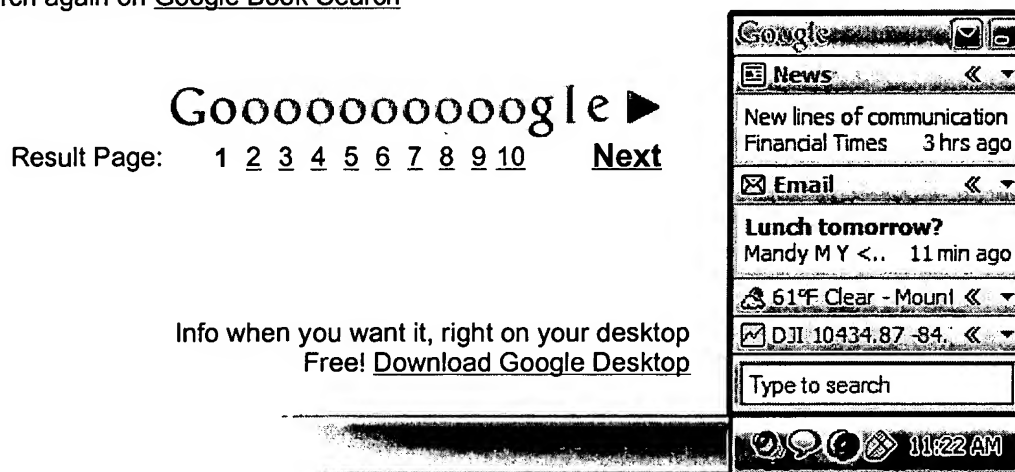 rch again on Google Book Search
Goooooooooogle
Result Page: 1 2 3 4 5 6 7 8 9 10 Next
Info when you want it, right on your desktop
Free! Download Google Desktop
Google
News
New lines of communication
Financial Times 3 hrs ago
Email
Lunch tomorrow?
Mandy M Y <.. 11 min ago
61°F Clear - Mount
DJI 10434.87 -84.
Type to search
11:22 AM